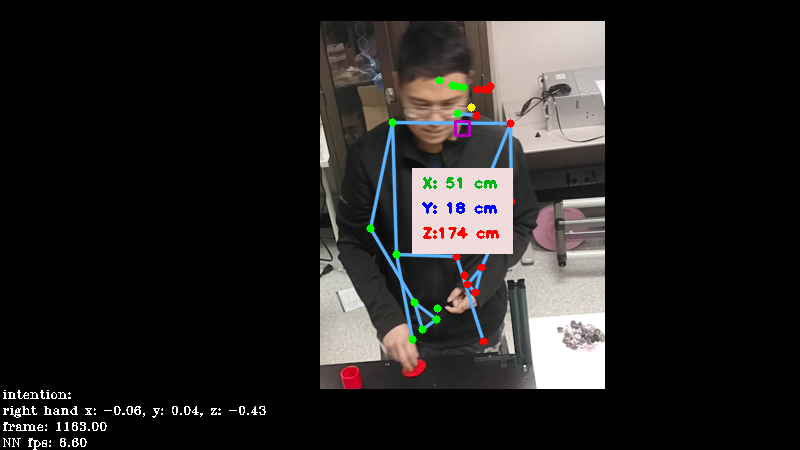 X: 51 cm
Y: 18 cm
Z:174 cm
intention:
right hand x: -0.06, y: 0.04, z: -0.43
frame: 1163.00
NN fps: 6.60